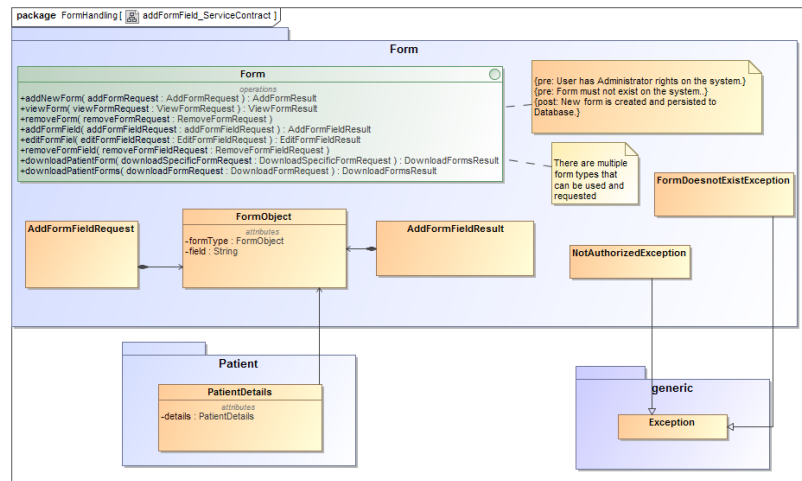 package FormHandling [ addFormField_ServiceContract ]
Form
Form
operations
+addNewForm( addFormRequest : AddFormRequest ) : AddFormResult
+viewForm( viewFormRequest : ViewFormRequest ) : ViewFormResult
+removeForm( removeFormRequest : RemoveFormRequest )
+addFormField( addFormFieldRequest : addFormFieldRequest ) : AddFormFieldResult
+editFormFiel( editFormFieldRequest : EditFormFieldRequest ) : EditFormFieldResult
+removeFormField( removeFormFieldRequest : RemoveFormFieldRequest )
+downloadPatientForm( downloadSpecificFormRequest : DownloadSpecificFormRequest ) : DownloadFormsResult
+downloadPatientForms( downloadFormRequest : DownloadFormRequest ) : DownloadFormsResult
{pre: User has Administrator rights on the system.}
{pre: Form must not exist on the system..}
{post: New form is created and persisted to
Database.}
There are multiple
form types that
can be used and
requested
FormDoesnotExistException
AddFormFieldRequest
FormObject
attributes
-formType : FormObject
-field : String
AddFormFieldResult
NotAuthorizedException
Patient
PatientDetails
attributes
-details : PatientDetails
generic
Exception